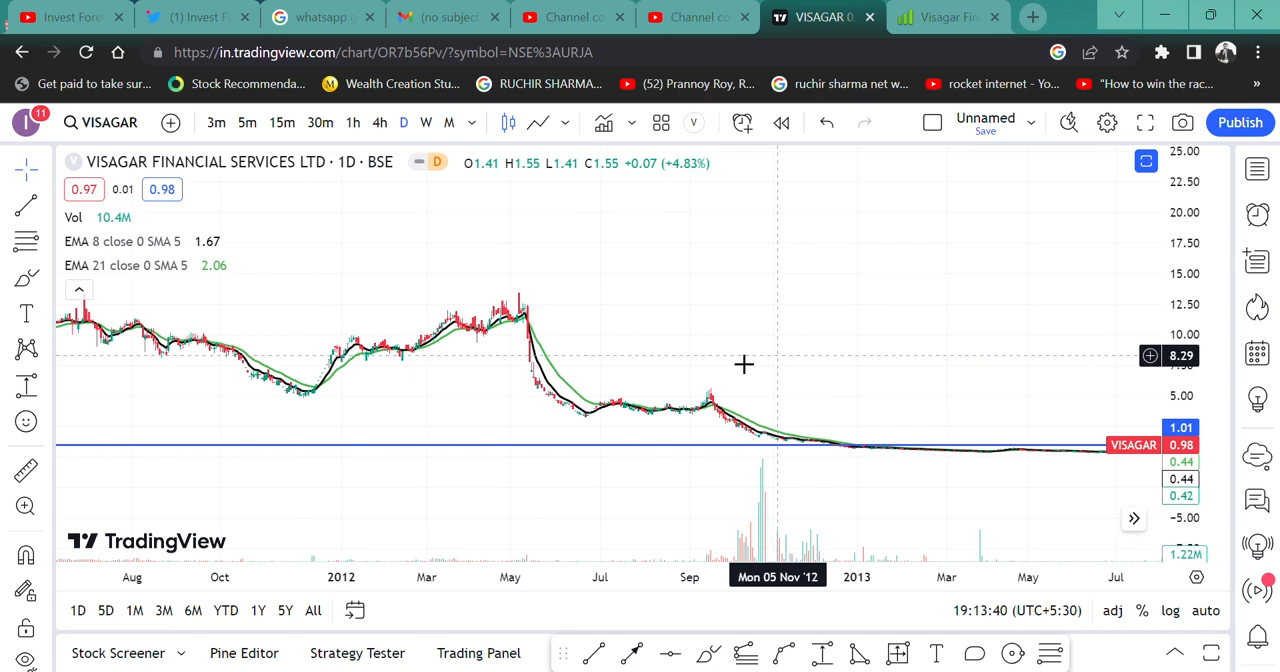 Invest Fores
(1) Invest F
whatsapp g
(no subject
Channel co
Channel co
VISAGAR 0.
Visagar Fin
https://in.tradingview.com/chart/OR7b56Pv/?symbol=NSE%3AURJA
Get paid to take sur...
Stock Recommenda...
Wealth Creation Stu...
RUCHIR SHARMA...
(52) Prannoy Roy, R...
ruchir sharma net w...
rocket internet - Yo...
"How to win the rac...
»
I 11
VISAGAR
3m 5m 15m 30m 1h 4h D W M
V
Unnamed
Save
Publish
V VISAGAR FINANCIAL SERVICES LTD · 1D · BSE
D
O1.41 H1.55 L1.41 C1.55 +0.07 (+4.83%)
0.97 0.01 0.98
Vol 10.4M
EMA 8 close 0 SMA 5 1.67
EMA 21 close 0 SMA 5 2.06
25.00
22.50
20.00
17.50
15.00
12.50
10.00
8.29
5.00
1.01
VISAGAR 0.98
0.44
0.44
0.42
−5.00
1.22M
TradingView
Aug Oct 2012 Mar May Jul Sep Mon 05 Nov '12 2013 Mar May Jul
1D 5D 1M 3M 6M YTD 1Y 5Y All
19:13:40 (UTC+5:30) adj % log auto
Stock Screener Pine Editor Strategy Tester Trading Panel
T